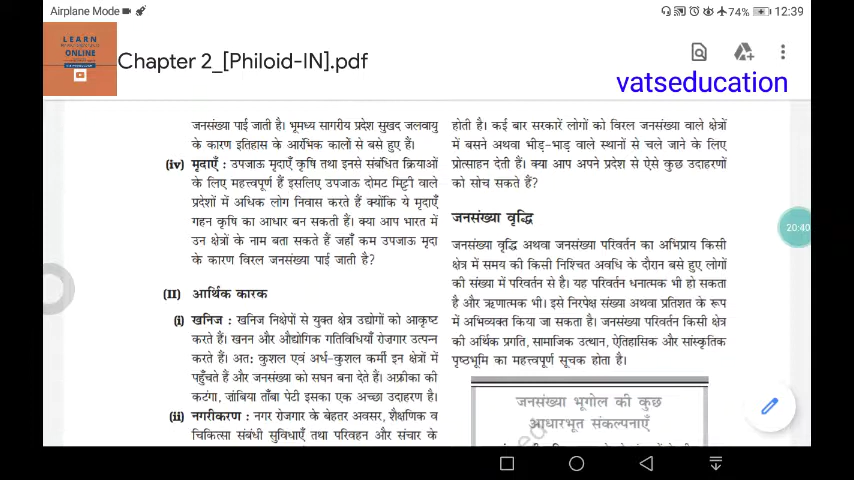 Airplane Mode
74%
12:39
LEARN
ONLINE
Chapter 2_[Philoid-IN].pdf
vatseducation
जनसंख्या पाई जाती है। भूमध्य सागरीय प्रदेश सुखद जलवायु
के कारण इतिहास के आरंभिक कालों से बसे हुए हैं।
(iv) मृदाएँ : उपजाऊ मृदाएँ कृषि तथा इनसे संबंधित क्रियाओं
के लिए महत्त्वपूर्ण हैं इसलिए उपजाऊ दोमट मिट्टी वाले
प्रदेशों में अधिक लोग निवास करते हैं क्योंकि ये मृदाएँ
गहन कृषि का आधार बन सकती हैं। क्या आप भारत में
उन क्षेत्रों के नाम बता सकते हैं जहाँ कम उपजाऊ मृदा
के कारण विरल जनसंख्या पाई जाती है?
(II) आर्थिक कारक
(i) खनिज : खनिज निक्षेपों से युक्त क्षेत्र उद्योगों को आकृष्ट
करते हैं। खनन और औद्योगिक गतिविधियाँ रोज़गार उत्पन्न
करते हैं। अतः कुशल एवं अर्ध-कुशल कर्मी इन क्षेत्रों में
पहुँचते हैं और जनसंख्या को सघन बना देते हैं। अफ्रीका की
कटंगा, जांबिया ताँबा पेटी इसका एक अच्छा उदाहरण है।
(ii) नगरीकरण : नगर रोजगार के बेहतर अवसर, शैक्षणिक व
चिकित्सा संबंधी सुविधाएँ तथा परिवहन और संचार के
होती है। कई बार सरकारें लोगों को विरल जनसंख्या वाले क्षेत्रों
में बसने अथवा भीड़-भाड़ वाले स्थानों से चले जाने के लिए
प्रोत्साहन देती हैं। क्या आप अपने प्रदेश से ऐसे कुछ उदाहरणों
को सोच सकते हैं?
जनसंख्या वृद्धि
जनसंख्या वृद्धि अथवा जनसंख्या परिवर्तन का अभिप्राय किसी
क्षेत्र में समय की किसी निश्चित अवधि के दौरान बसे हुए लोगों
की संख्या में परिवर्तन से है। यह परिवर्तन धनात्मक भी हो सकता
है और ऋणात्मक भी। इसे निरपेक्ष संख्या अथवा प्रतिशत के रूप
में अभिव्यक्त किया जा सकता है। जनसंख्या परिवर्तन किसी क्षेत्र
की आर्थिक प्रगति, सामाजिक उत्थान, ऐतिहासिक और सांस्कृतिक
पृष्ठभूमि का महत्त्वपूर्ण सूचक होता है।
जनसंख्या भूगोल की कुछ
आधारभूत संकल्पनाएँ
20:40